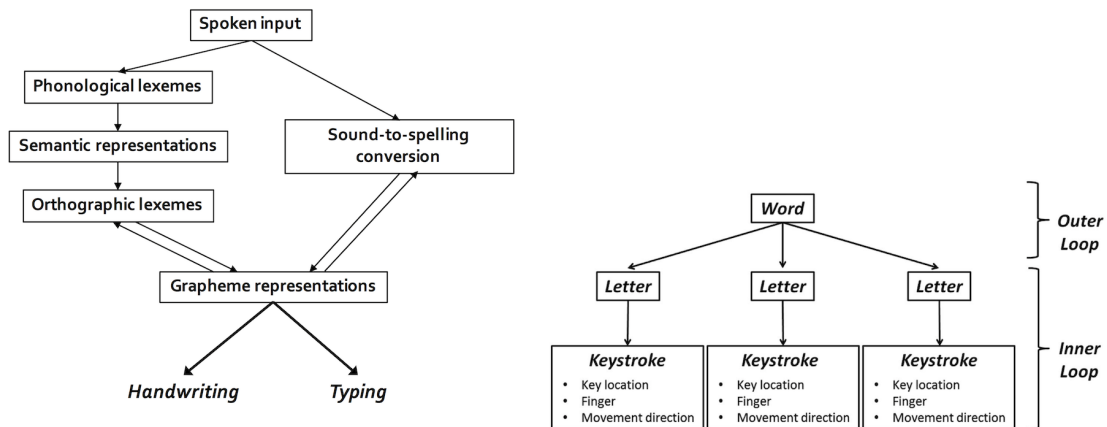 Spoken input
Phonological lexemes
Semantic representations
Orthographic lexemes
Sound-to-spelling
conversion
Grapheme representations
Handwriting
Typing
Word
Outer
Loop
Letter
Letter
Letter
Inner
Loop
Keystroke
• Key location
• Finger
• Movement direction
Keystroke
• Key location
• Finger
• Movement direction
Keystroke
• Key location
• Finger
• Movement direction